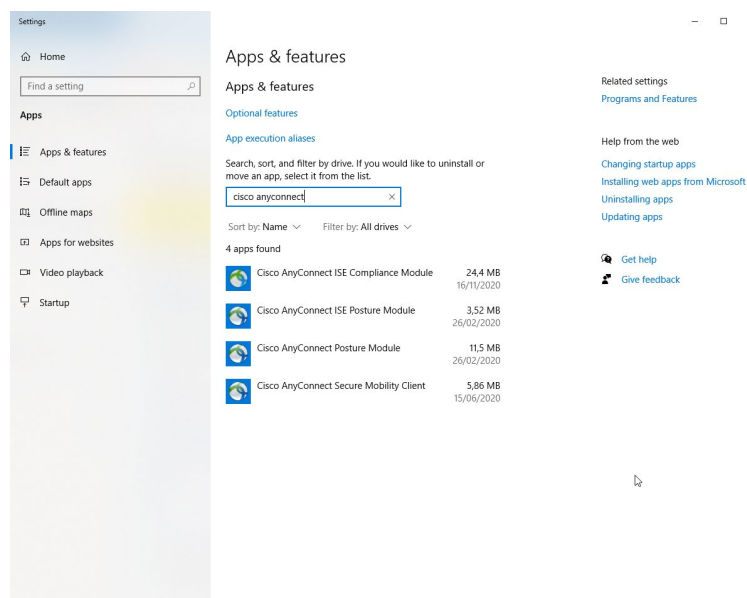 Settings
Home
Find a setting
Apps
Apps & features
Default apps
Offline maps
Apps for websites
Video playback
Startup
Apps & features
Apps & features
Optional features
App execution aliases
Search, sort, and filter by drive. If you would like to uninstall or
move an app, select it from the list.
cisco anyconnect
Sort by: Name
Filter by: All drives
4 apps found
Cisco AnyConnect ISE Compliance Module 24,4 MB
16/11/2020
Cisco AnyConnect ISE Posture Module 3,52 MB
26/02/2020
Cisco AnyConnect Posture Module 11,5 MB
26/02/2020
Cisco AnyConnect Secure Mobility Client 5,86 MB
15/06/2020
Related settings
Programs and Features
Help from the web
Changing startup apps
Installing web apps from Microsoft
Uninstalling apps
Updating apps
Get help
Give feedback